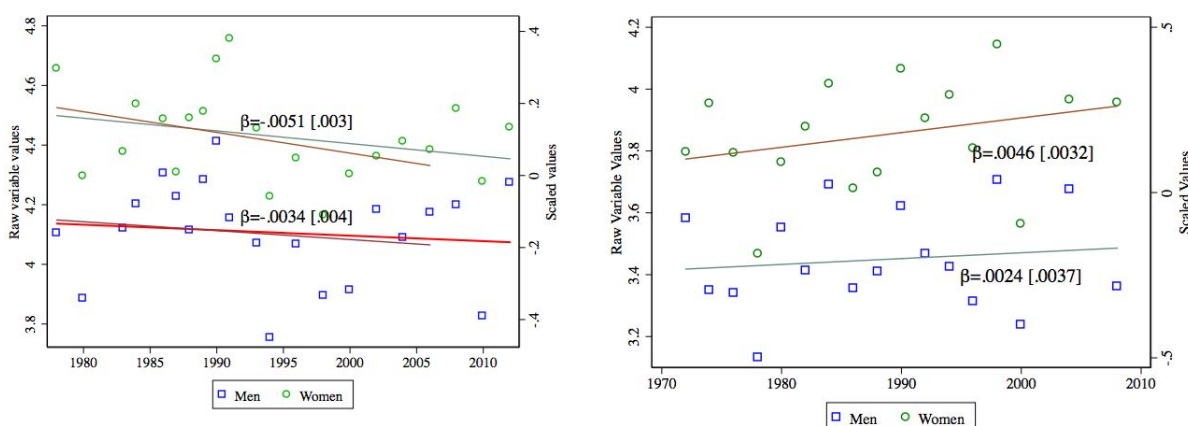 Raw variable values
4.8
4.6
4.4
4.2
4
3.8
β=-.0051 [.003]
β=-.0034 [.004]
.4
.2
0
-.2
-.4
Scaled values
1980 1985 1990 1995 2000 2005 2010
Men Women
Raw Variable Values
4.2
4
3.8
3.6
3.4
3.2
β=.0046 [.0032]
β=.0024 [.0037]
.5
0
-.5
Scaled Values
1970 1980 1990 2000 2010
Men Women